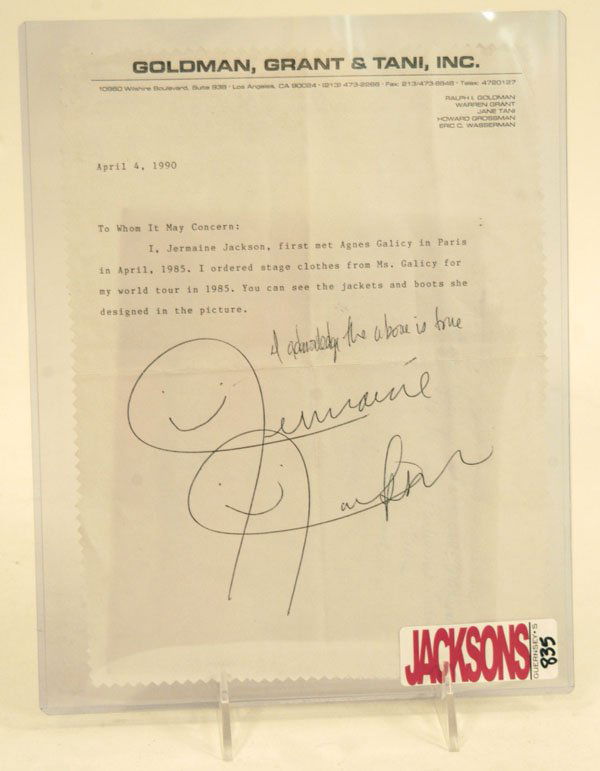 GOLDMAN, GRANT & TANI, INC.
10960 Wilshire Boulevard, Suite 938 · Los Angeles, CA 90024 · (213) 473-2266 · Fax: 213/473-8848 · Telex: 4720127
RALPH I. GOLDMAN
WARREN GRANT
JANE TANI
HOWARD GROSSMAN
ERIC C. WASSERMAN
April 4, 1990
To Whom It May Concern:
I, Jermaine Jackson, first met Agnes Galicy in Paris
in April, 1985. I ordered stage clothes from Ms. Galicy for
my world tour in 1985. You can see the jackets and boots she
designed in the picture.
I acknowledge the above is true
Jermaine
Jackson
JACKSONS
GUERNSEY'S
835